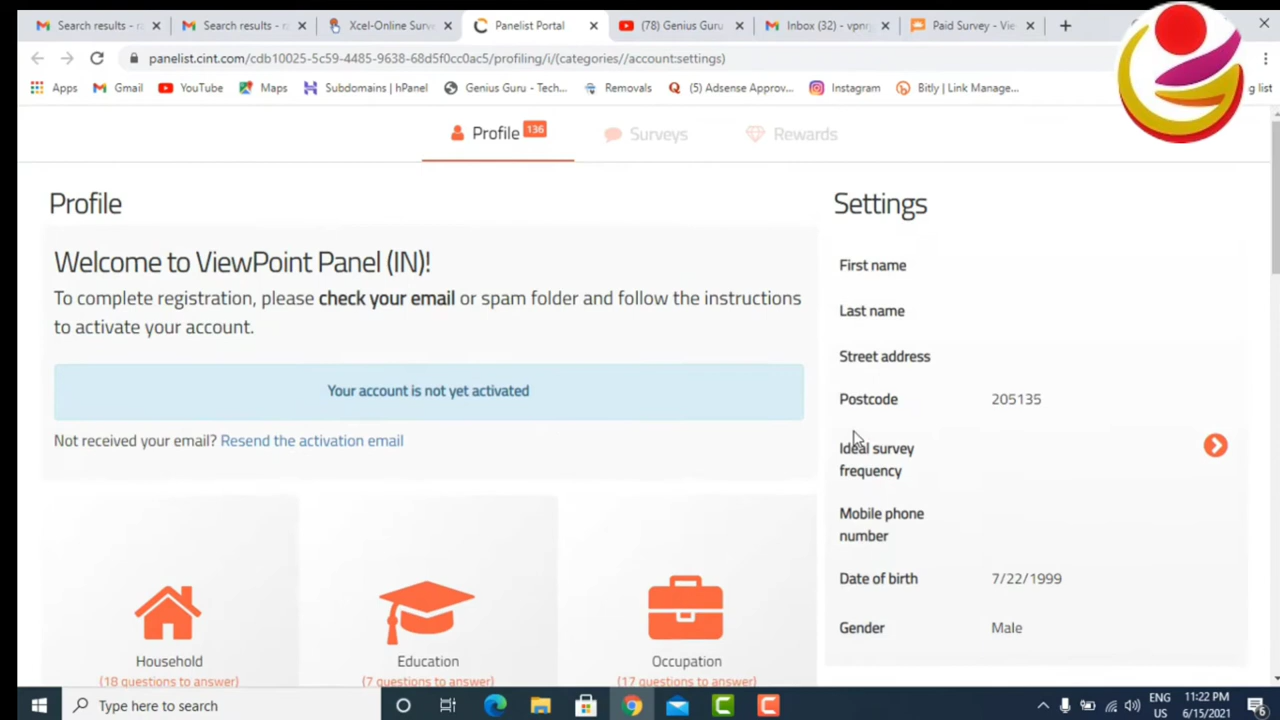 Search results - r
Search results - r
Xcel-Online Surv
Panelist Portal
(78) Genius Guru
Inbox (32) - vpnr
Paid Survey - Vie
panelist.cint.com/cdb10025-5c59-4485-9638-68d5f0cc0ac5/profiling/i/(categories//account:settings)
Apps
Gmail
YouTube
Maps
Subdomains | hPanel
Genius Guru - Tech...
Removals
(5) Adsense Approv...
Instagram
Bitly | Link Manage...
g list
Profile 136
Surveys
Rewards
Profile
Welcome to ViewPoint Panel (IN)!
To complete registration, please check your email or spam folder and follow the instructions
to activate your account.
Your account is not yet activated
Not received your email? Resend the activation email
Household
(18 questions to answer)
Education
(7 questions to answer)
Occupation
(17 questions to answer)
Settings
First name
Last name
Street address
Postcode 205135
Ideal survey
frequency
Mobile phone
number
Date of birth 7/22/1999
Gender Male
Type here to search
ENG
US
11:22 PM
6/15/2021
6